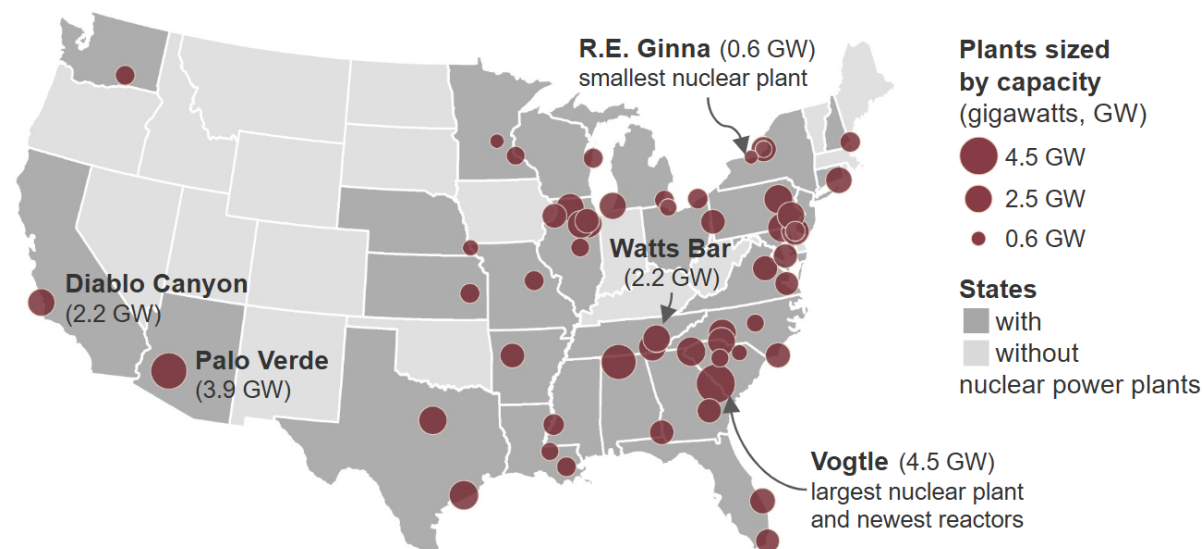 R.E. Ginna (0.6 GW)
smallest nuclear plant
Plants sized
by capacity
(gigawatts, GW)
4.5 GW
2.5 GW
0.6 GW
Watts Bar
(2.2 GW)
Diablo Canyon
(2.2 GW)
Palo Verde
(3.9 GW)
States
with
without
nuclear power plants
Vogtle (4.5 GW)
largest nuclear plant
and newest reactors